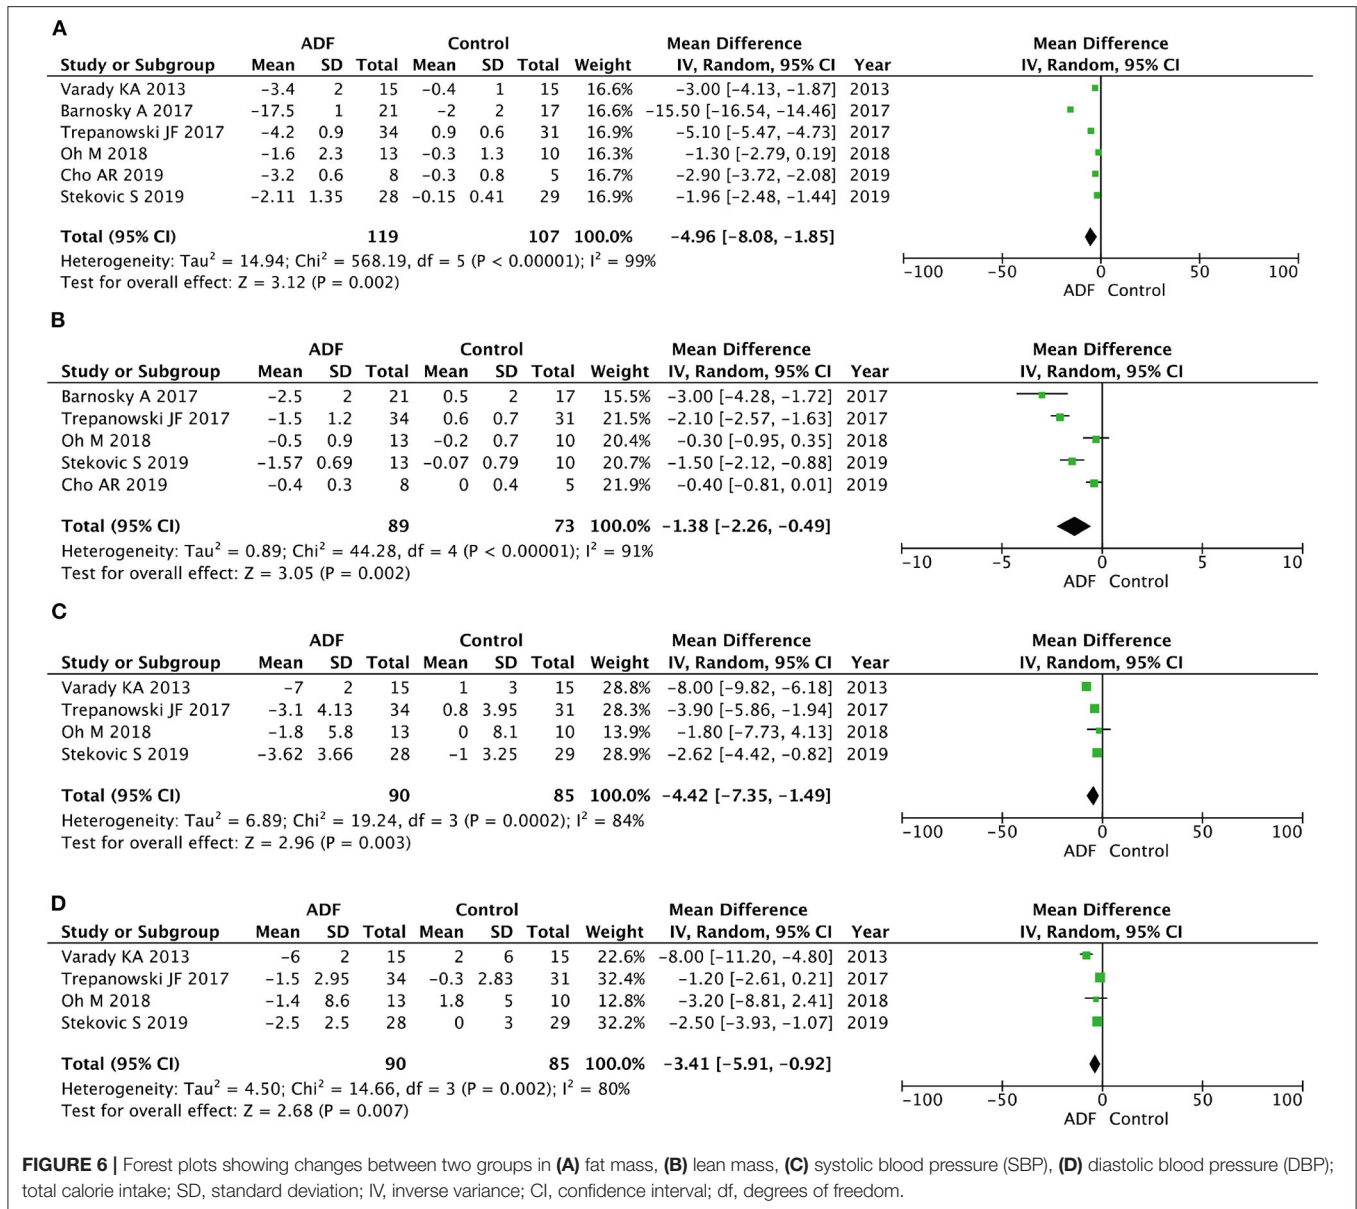 A
ADF Control Mean Difference Mean Difference
Study or Subgroup Mean SD Total Mean SD Total Weight IV, Random, 95% CI Year IV, Random, 95% CI
Varady KA 2013 −3.4 2 15 −0.4 1 15 16.6% −3.00 [−4.13, −1.87] 2013
Barnosky A 2017 −17.5 1 21 −2 2 17 16.6% −15.50 [−16.54, −14.46] 2017
Trepanowski JF 2017 −4.2 0.9 34 0.9 0.6 31 16.9% −5.10 [−5.47, −4.73] 2017
Oh M 2018 −1.6 2.3 13 −0.3 1.3 10 16.3% −1.30 [−2.79, 0.19] 2018
Cho AR 2019 −3.2 0.6 8 −0.3 0.8 5 16.7% −2.90 [−3.72, −2.08] 2019
Stekovic S 2019 −2.11 1.35 28 −0.15 0.41 29 16.9% −1.96 [−2.48, −1.44] 2019
Total (95% CI) 119 107 100.0% −4.96 [−8.08, −1.85]
Heterogeneity: Tau² = 14.94; Chi² = 568.19, df = 5 (P < 0.00001); I² = 99%
Test for overall effect: Z = 3.12 (P = 0.002)
−100 −50 0 50 100
ADF Control
B
ADF Control Mean Difference Mean Difference
Study or Subgroup Mean SD Total Mean SD Total Weight IV, Random, 95% CI Year IV, Random, 95% CI
Barnosky A 2017 −2.5 2 21 0.5 2 17 15.5% −3.00 [−4.28, −1.72] 2017
Trepanowski JF 2017 −1.5 1.2 34 0.6 0.7 31 21.5% −2.10 [−2.57, −1.63] 2017
Oh M 2018 −0.5 0.9 13 −0.2 0.7 10 20.4% −0.30 [−0.95, 0.35] 2018
Stekovic S 2019 −1.57 0.69 13 −0.07 0.79 10 20.7% −1.50 [−2.12, −0.88] 2019
Cho AR 2019 −0.4 0.3 8 0 0.4 5 21.9% −0.40 [−0.81, 0.01] 2019
Total (95% CI) 89 73 100.0% −1.38 [−2.26, −0.49]
Heterogeneity: Tau² = 0.89; Chi² = 44.28, df = 4 (P < 0.00001); I² = 91%
Test for overall effect: Z = 3.05 (P = 0.002)
−10 −5 0 5 10
ADF Control
C
ADF Control Mean Difference Mean Difference
Study or Subgroup Mean SD Total Mean SD Total Weight IV, Random, 95% CI Year IV, Random, 95% CI
Varady KA 2013 −7 2 15 1 3 15 28.8% −8.00 [−9.82, −6.18] 2013
Trepanowski JF 2017 −3.1 4.13 34 0.8 3.95 31 28.3% −3.90 [−5.86, −1.94] 2017
Oh M 2018 −1.8 5.8 13 0 8.1 10 13.9% −1.80 [−7.73, 4.13] 2018
Stekovic S 2019 −3.62 3.66 28 −1 3.25 29 28.9% −2.62 [−4.42, −0.82] 2019
Total (95% CI) 90 85 100.0% −4.42 [−7.35, −1.49]
Heterogeneity: Tau² = 6.89; Chi² = 19.24, df = 3 (P = 0.0002); I² = 84%
Test for overall effect: Z = 2.96 (P = 0.003)
−100 −50 0 50 100
ADF Control
D
ADF Control Mean Difference Mean Difference
Study or Subgroup Mean SD Total Mean SD Total Weight IV, Random, 95% CI Year IV, Random, 95% CI
Varady KA 2013 −6 2 15 2 6 15 22.6% −8.00 [−11.20, −4.80] 2013
Trepanowski JF 2017 −1.5 2.95 34 −0.3 2.83 31 32.4% −1.20 [−2.61, 0.21] 2017
Oh M 2018 −1.4 8.6 13 1.8 5 10 12.8% −3.20 [−8.81, 2.41] 2018
Stekovic S 2019 −2.5 2.5 28 0 3 29 32.2% −2.50 [−3.93, −1.07] 2019
Total (95% CI) 90 85 100.0% −3.41 [−5.91, −0.92]
Heterogeneity: Tau² = 4.50; Chi² = 14.66, df = 3 (P = 0.002); I² = 80%
Test for overall effect: Z = 2.68 (P = 0.007)
−100 −50 0 50 100
ADF Control
FIGURE 6 | Forest plots showing changes between two groups in (A) fat mass, (B) lean mass, (C) systolic blood pressure (SBP), (D) diastolic blood pressure (DBP);
total calorie intake; SD, standard deviation; IV, inverse variance; CI, confidence interval; df, degrees of freedom.